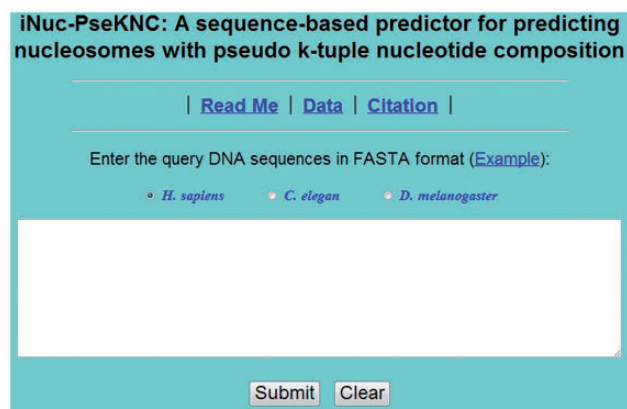 iNuc-PseKNC: A sequence-based predictor for predicting
nucleosomes with pseudo k-tuple nucleotide composition
| Read Me | Data | Citation |
Enter the query DNA sequences in FASTA format (Example):
H. sapiens C. elegan D. melanogaster
Submit Clear